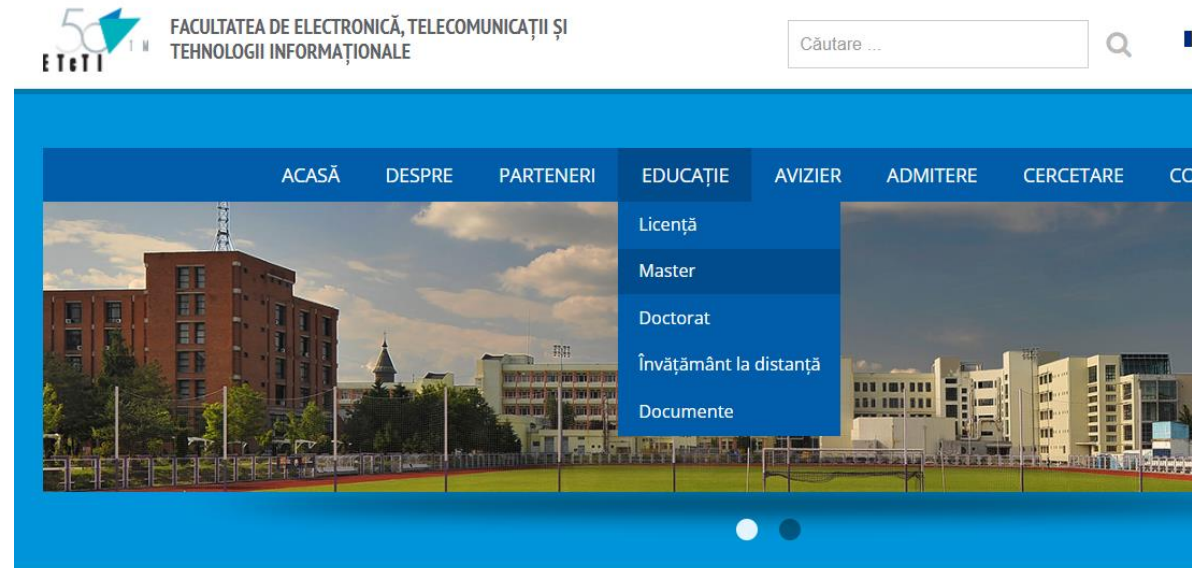 50
ETcTI
FACULTATEA DE ELECTRONICĂ, TELECOMUNICAȚII ȘI
TEHNOLOGII INFORMAȚIONALE
Căutare ...
ACASĂ DESPRE PARTENERI EDUCAȚIE AVIZIER ADMITERE CERCETARE CO
Licență
Master
Doctorat
Învățământ la distanță
Documente